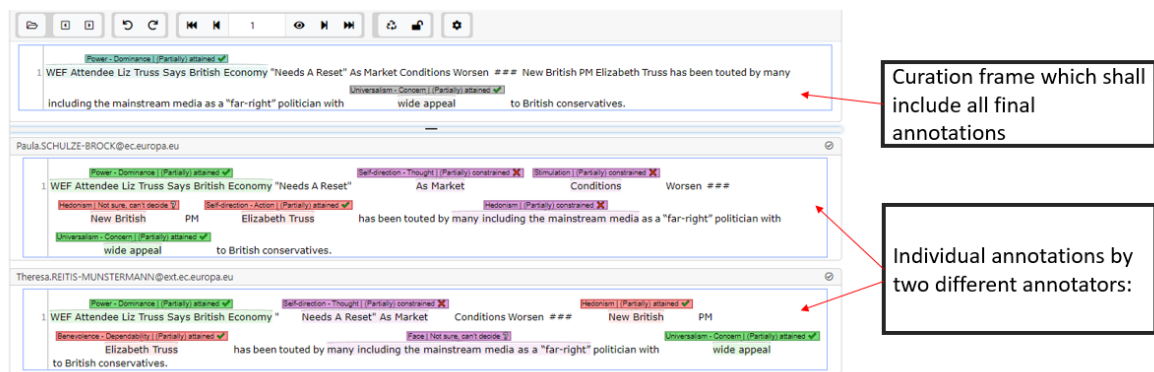 1
Power - Dominance | (Partially) attained
1 WEF Attendee Liz Truss Says British Economy "Needs A Reset" As Market Conditions Worsen ### New British PM Elizabeth Truss has been touted by many
Universalism - Concern | (Partially) attained
including the mainstream media as a “far-right” politician with wide appeal to British conservatives.
Curation frame which shall
include all final
annotations
Paula.SCHULZE-BROCK@ec.europa.eu
Power - Dominance | (Partially) attained Self-direction - Thought | (Partially) constrained Stimulation | (Partially) constrained
1 WEF Attendee Liz Truss Says British Economy "Needs A Reset" As Market Conditions Worsen ###
Hedonism | Not sure, can't decide Self-direction - Action | (Partially) attained Hedonism | (Partially) constrained
New British PM Elizabeth Truss has been touted by many including the mainstream media as a “far-right” politician with
Universalism - Concern | (Partially) attained
wide appeal to British conservatives.
Individual annotations by
two different annotators:
Theresa.REITIS-MUNSTERMANN@ext.ec.europa.eu
Power - Dominance | (Partially) attained Self-direction - Thought | (Partially) constrained Hedonism | (Partially) attained
1 WEF Attendee Liz Truss Says British Economy " Needs A Reset" As Market Conditions Worsen ### New British PM
Benevolence - Dependability | (Partially) attained Face | Not sure, can't decide Universalism - Concern | (Partially) attained
Elizabeth Truss has been touted by many including the mainstream media as a “far-right” politician with wide appeal
to British conservatives.